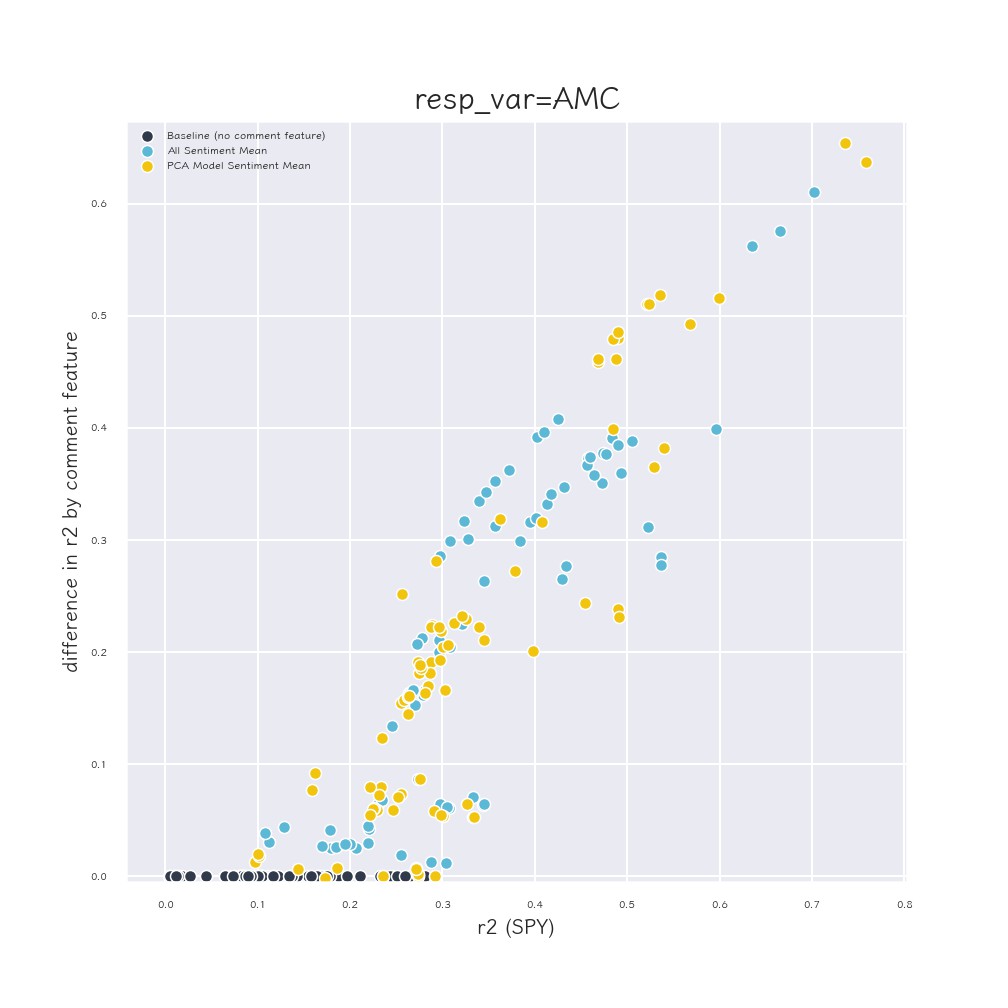 resp_var=AMC
Baseline (no comment feature)
All Sentiment Mean
PCA Model Sentiment Mean
difference in r2 by comment feature
0.6
0.5
0.4
0.3
0.2
0.1
0.0
0.0 0.1 0.2 0.3 0.4 0.5 0.6 0.7 0.8
r2 (SPY)